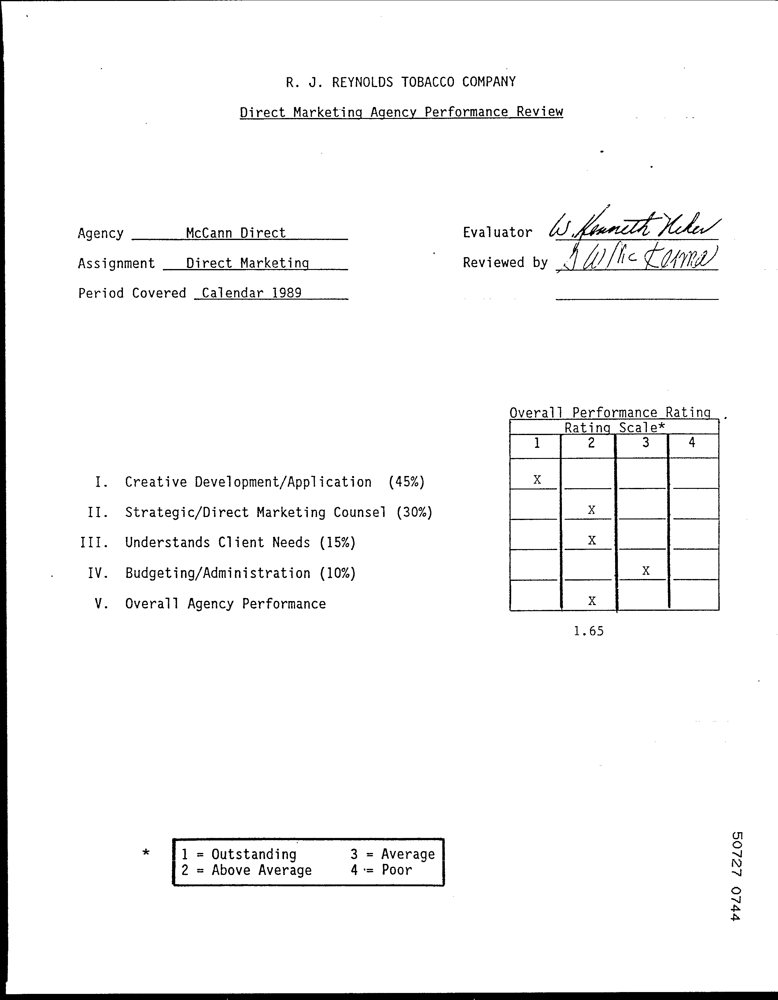 R. J. REYNOLDS TOBACCO COMPANY
Direct Marketing Agency Performance Review
Agency McCann Direct
Evaluator W. Kenneth
Assignment Direct Marketing
Reviewed by
Period Covered Calendar 1989
Overall Performance Rating
Rating Scale*
1 2 3 4
I. Creative Development/Application (45%) X
II. Strategic/Direct Marketing Counsel (30%) X
III. Understands Client Needs (15%) X
IV. Budgeting/Administration (10%) X
V. Overall Agency Performance X
1.65
* 1 = Outstanding 3 = Average
2 = Above Average 4 = Poor
50727 0744